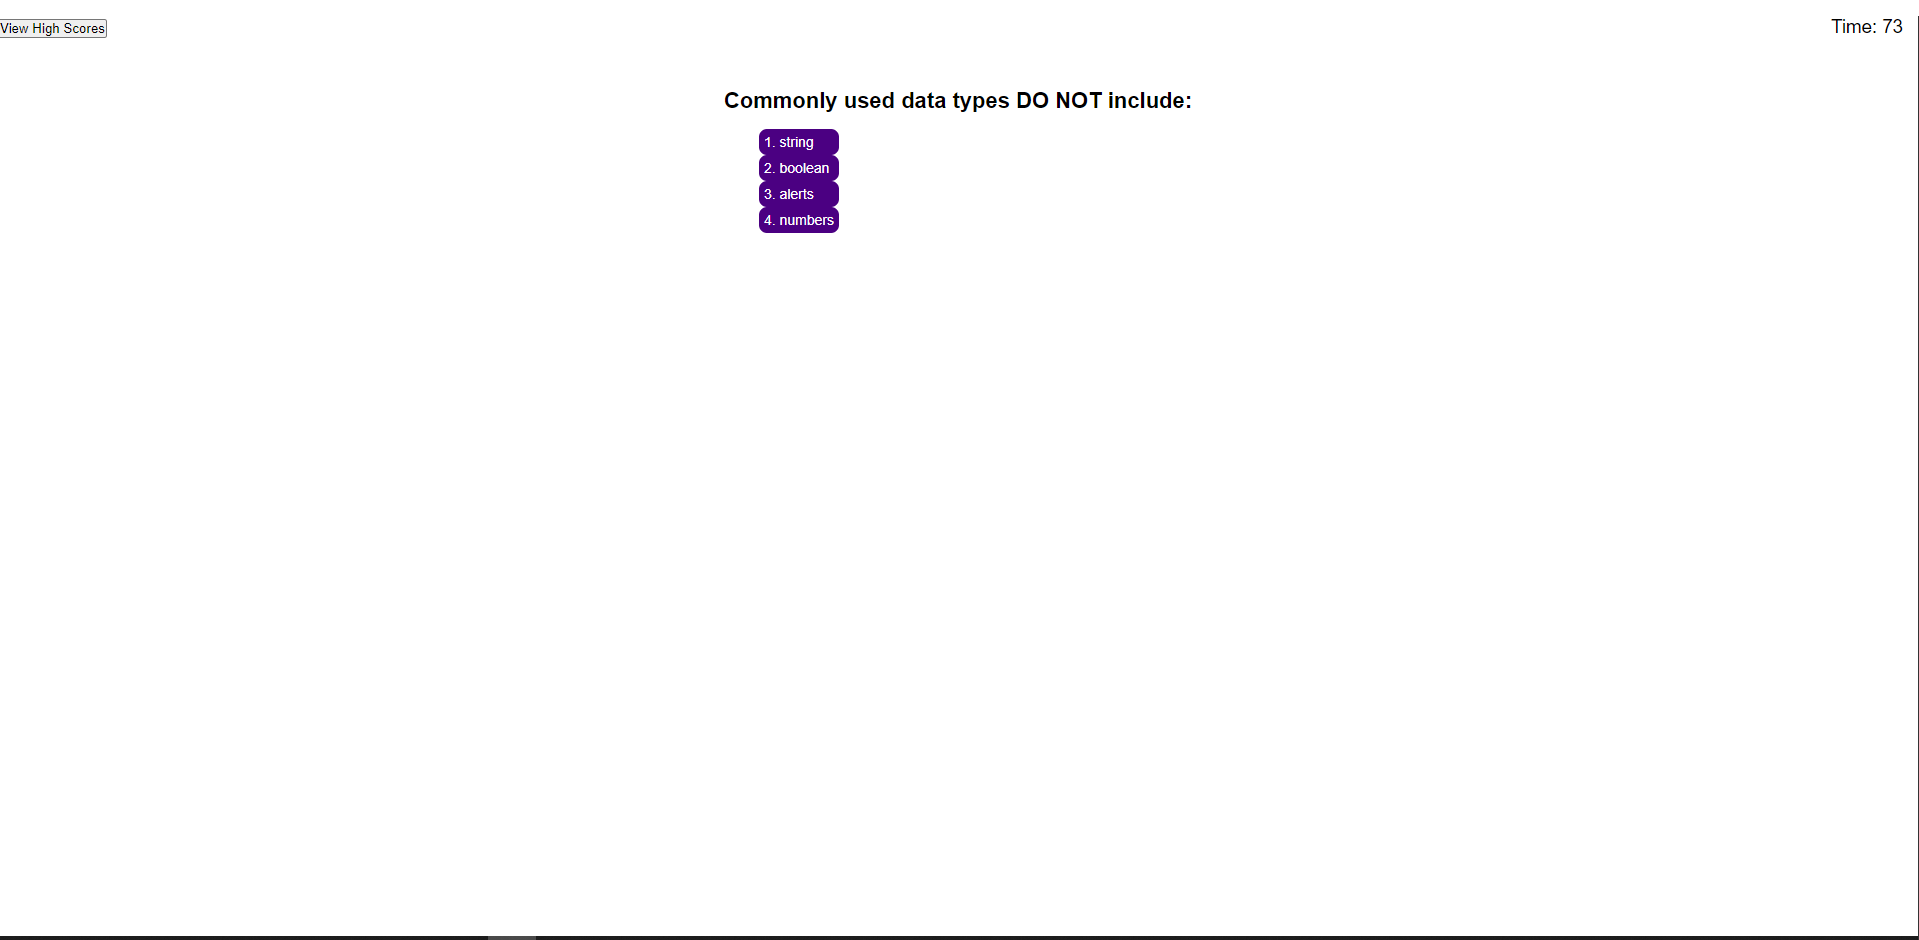 View High Scores
Time: 73
Commonly used data types DO NOT include:
1. string
2. boolean
3. alerts
4. numbers